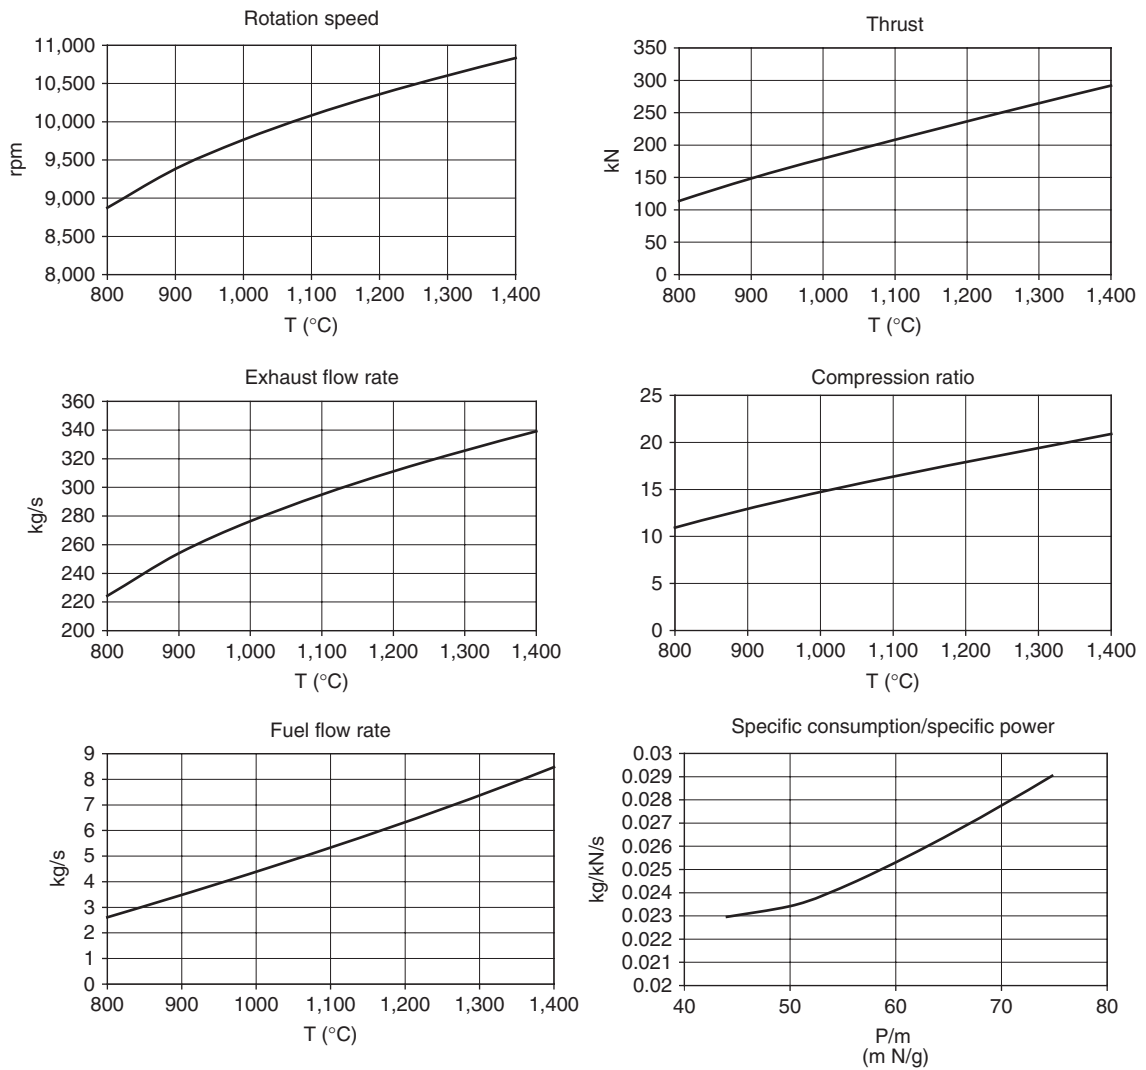 Rotation speed
11,000
10,500
10,000
9,500
9,000
8,500
8,000
rpm
800 900 1,000 1,100 1,200 1,300 1,400
T (°C)
Thrust
350
300
250
200
150
100
50
0
kN
800 900 1,000 1,100 1,200 1,300 1,400
T (°C)
Exhaust flow rate
360
340
320
300
280
260
240
220
200
kg/s
800 900 1,000 1,100 1,200 1,300 1,400
T (°C)
Compression ratio
25
20
15
10
5
0
800 900 1,000 1,100 1,200 1,300 1,400
T (°C)
Fuel flow rate
9
8
7
6
5
4
3
2
1
0
kg/s
800 900 1000 1,100 1,200 1,300 1,400
T (°C)
Specific consumption/specific power
0.03
0.029
0.028
0.027
0.026
0.025
0.024
0.023
0.022
0.021
0.02
kg/kN/s
40 50 60 70 80
P/m
(m N/g)